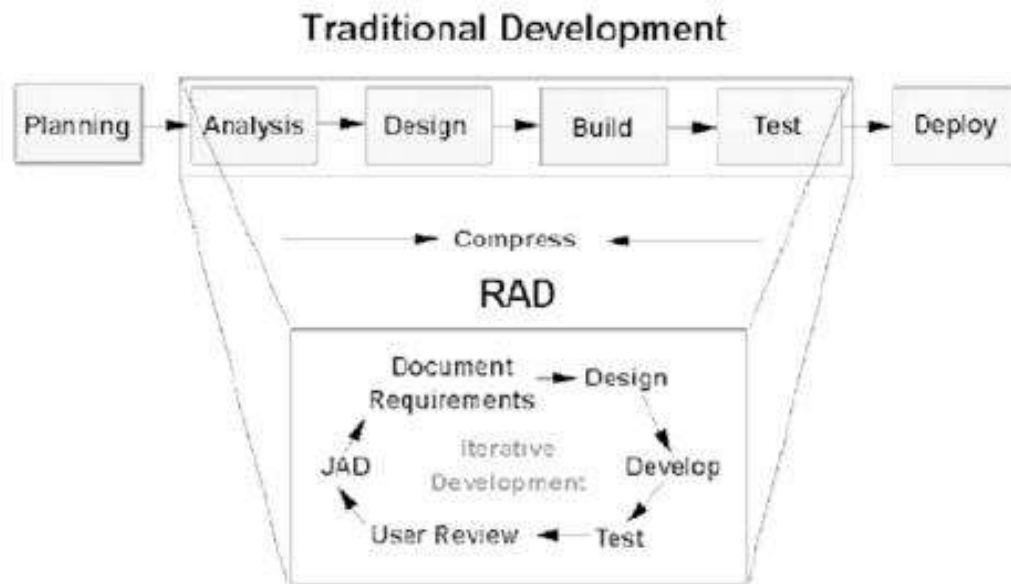 Traditional Development
Planning
Analysis
Design
Build
Test
Deploy
Compress
RAD
Document
Requirements
Design
Iterative
Development
JAD
Develop
User Review
Test